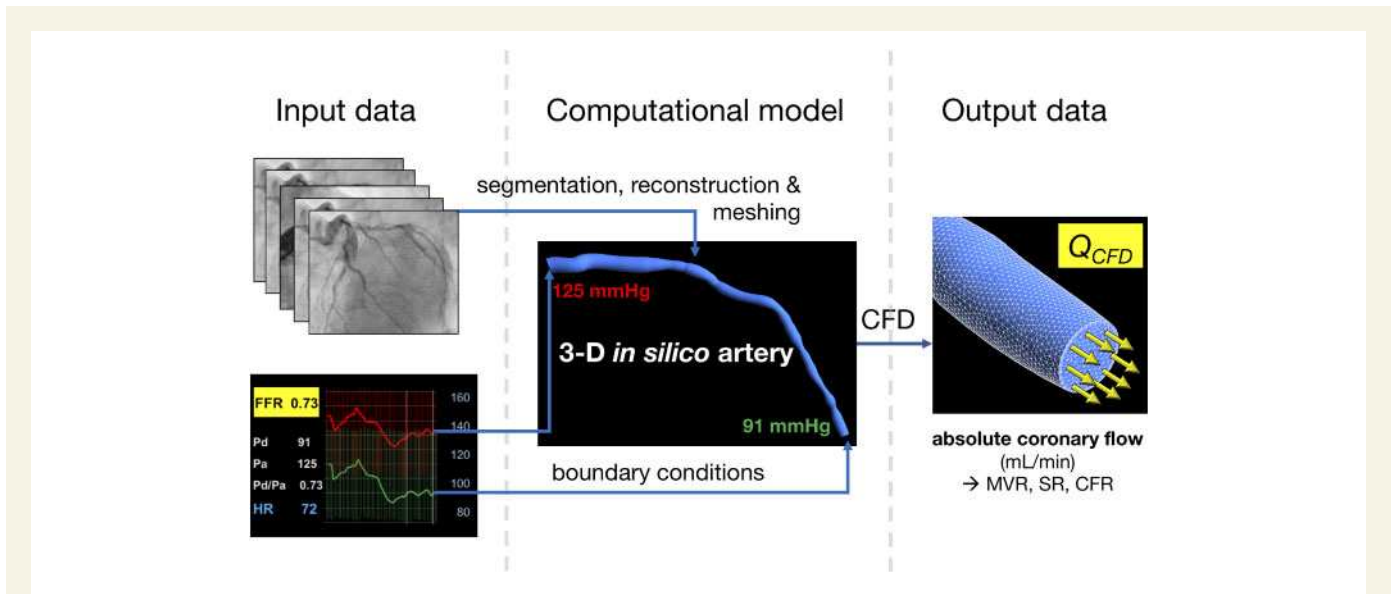 Input data
Computational model
Output data
segmentation, reconstruction &
meshing
125 mmHg
3-D in silico artery
91 mmHg
boundary conditions
CFD
QCFD
absolute coronary flow
(mL/min)
→ MVR, SR, CFR
FFR 0.73
Pd 91
Pa 125
Pd/Pa 0.73
HR 72
160
140
120
100
80